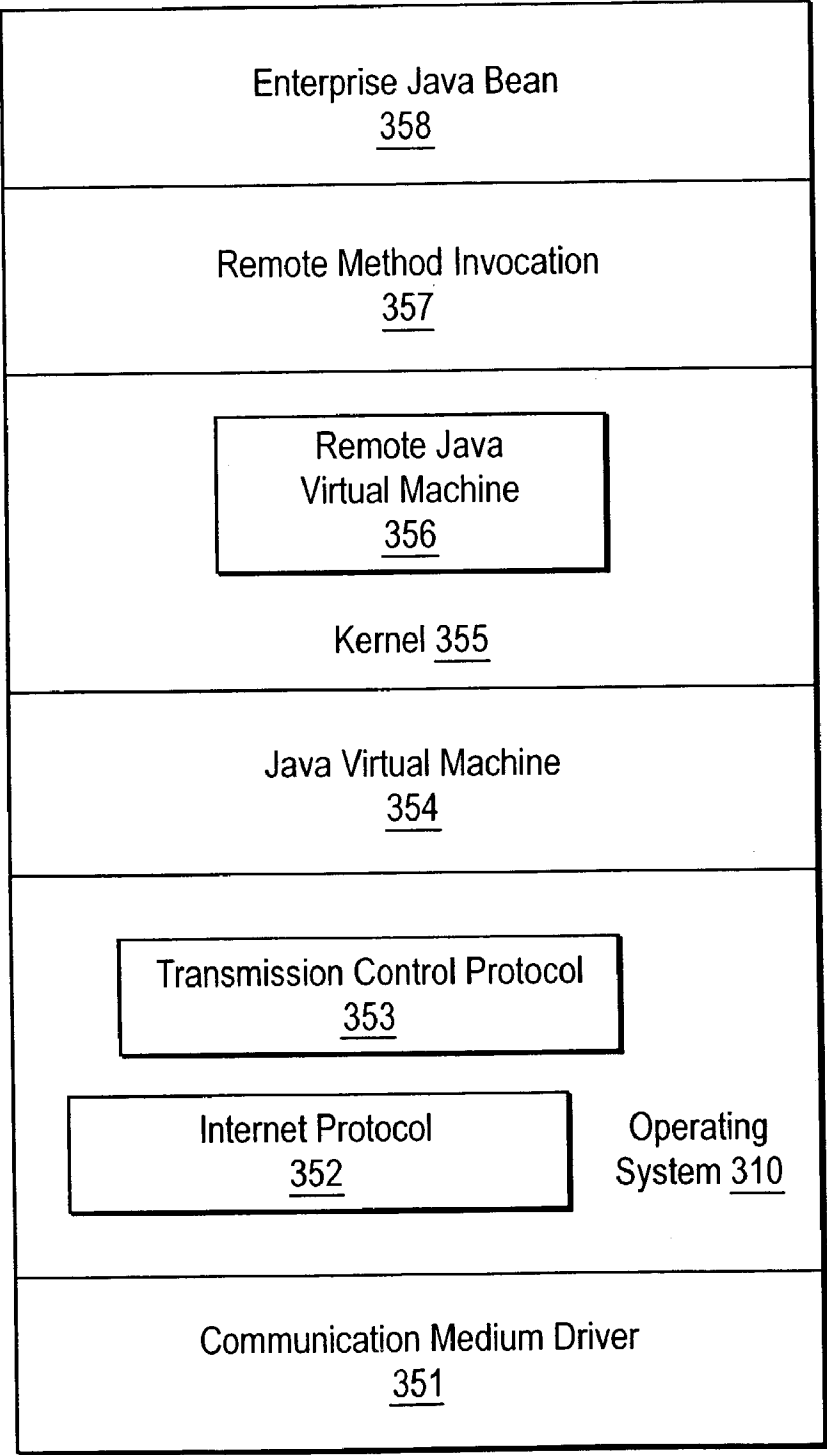 Enterprise Java Bean
358
Remote Method Invocation
357
Remote Java
Virtual Machine
356
Kernel 355
Java Virtual Machine
354
Transmission Control Protocol
353
Internet Protocol
352
Operating
System 310
Communication Medium Driver
351